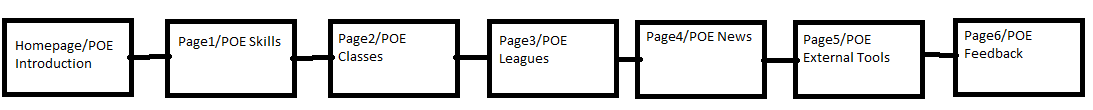 Homepage/POE
Introduction
Page1/POE Skills
Page2/POE
Classes
Page3/POE
Leagues
Page4/POE News
Page5/POE
External Tools
Page6/POE
Feedback